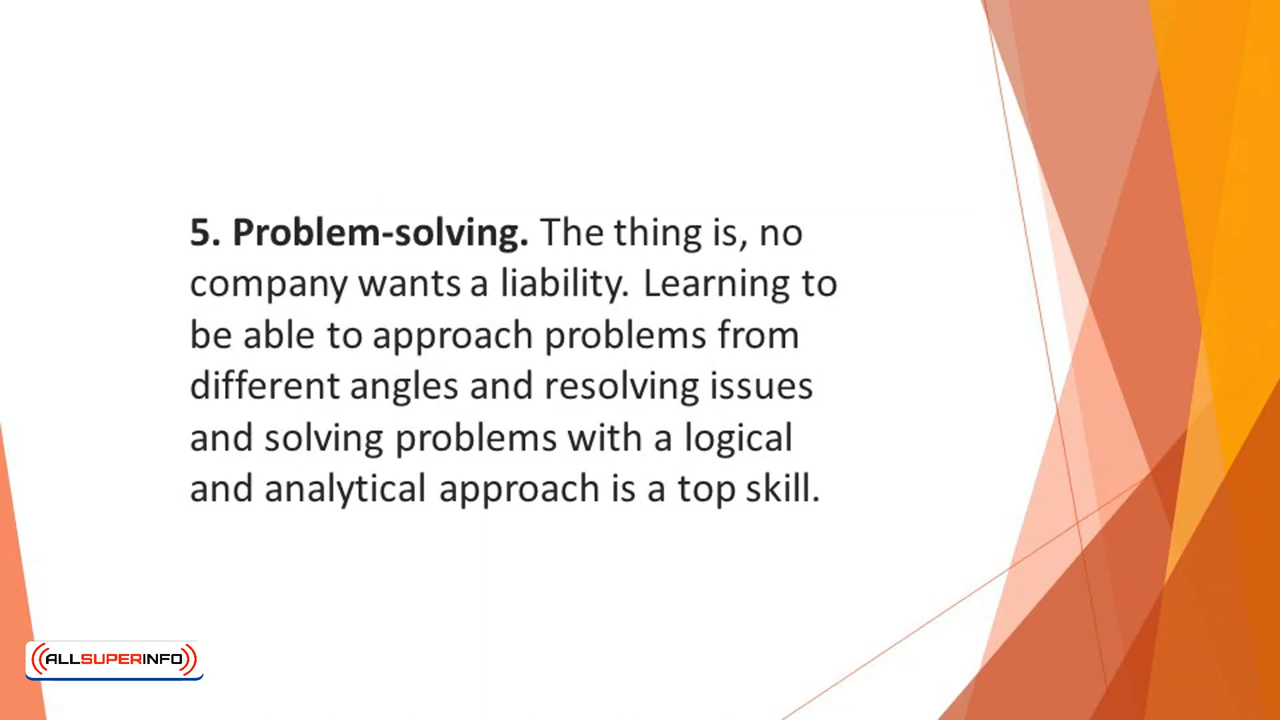 5. Problem-solving. The thing is, no
company wants a liability. Learning to
be able to approach problems from
different angles and resolving issues
and solving problems with a logical
and analytical approach is a top skill.
ALLSUPERINFO